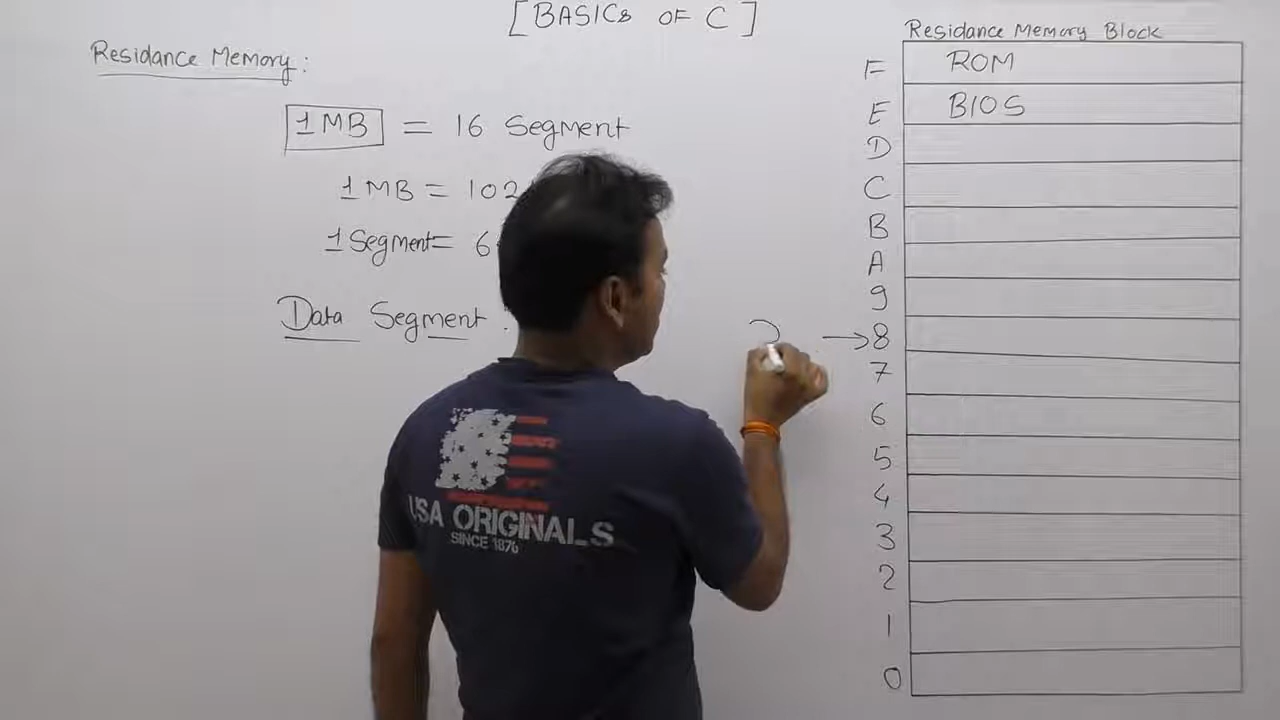 [BASICs OF C]
Residance Memory:
1MB = 16 Segment
1MB = 102
1 Segment = 6
Data Segment :
Residance Memory Block
F ROM
E BIOS
D
C
B
A
9
→ 8
7
6
5
4
3
2
1
0
USA ORIGINALS
SINCE 1876